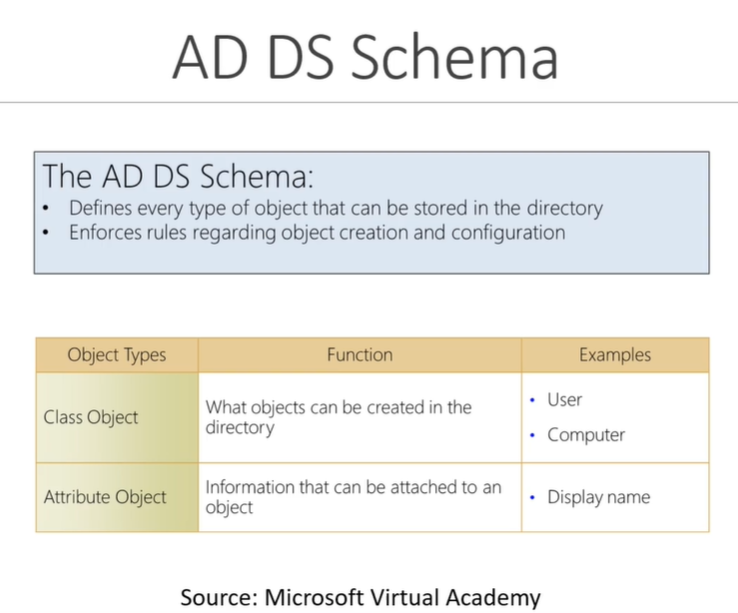 AD DS Schema
The AD DS Schema:
• Defines every type of object that can be stored in the directory
• Enforces rules regarding object creation and configuration
Object Types Function Examples
Class Object What objects can be created in the
directory
• User
• Computer
Attribute Object Information that can be attached to an
object
• Display name
Source: Microsoft Virtual Academy